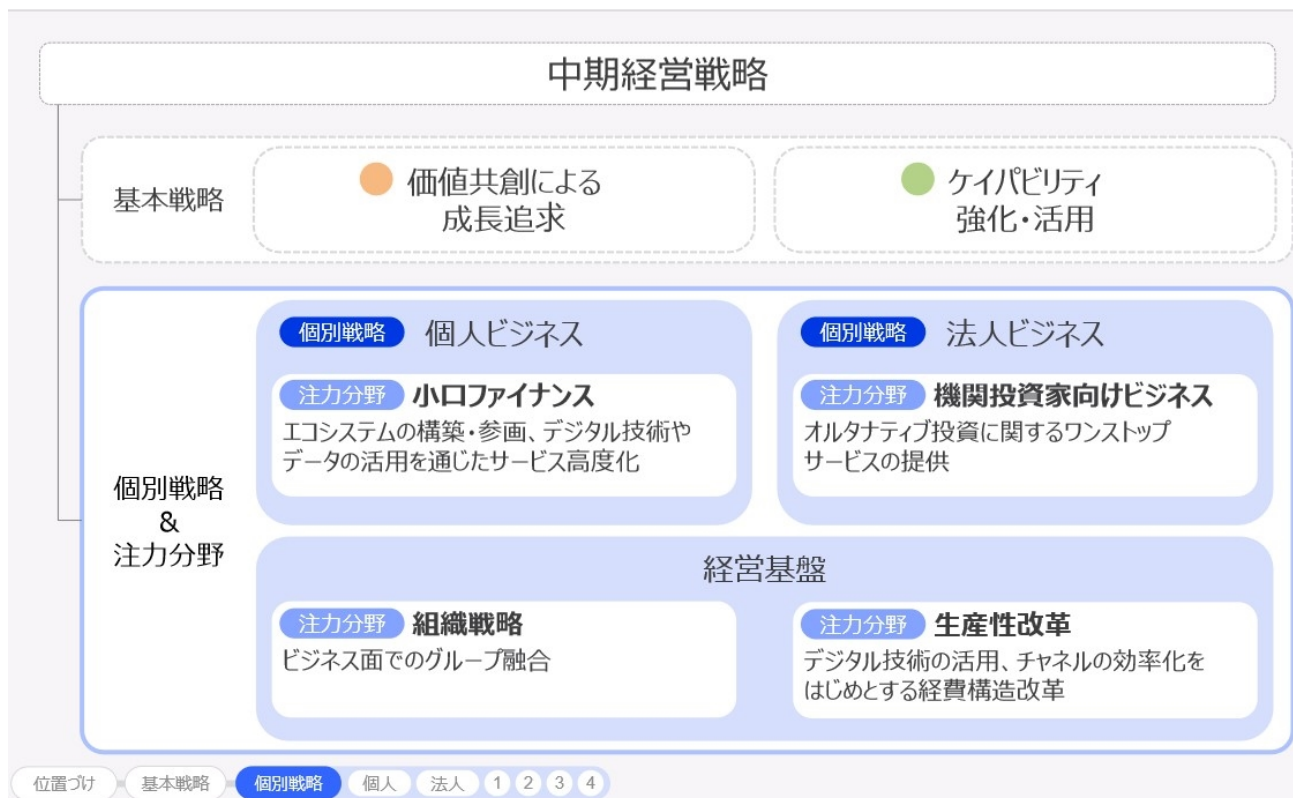 中期経営戦略
基本戦略
価値共創による
成長追求
ケイパビリティ
強化・活用
個別戦略
&
注力分野
個別戦略 個人ビジネス
注力分野 小口ファイナンス
エコシステムの構築・参画、デジタル技術や
データの活用を通じたサービス高度化
個別戦略 法人ビジネス
注力分野 機関投資家向けビジネス
オルタナティブ投資に関するワンストップ
サービスの提供
経営基盤
注力分野 組織戦略
ビジネス面でのグループ融合
注力分野 生産性改革
デジタル技術の活用、チャネルの効率化を
はじめとする経費構造改革
位置づけ 基本戦略 個別戦略 個人 法人 1 2 3 4